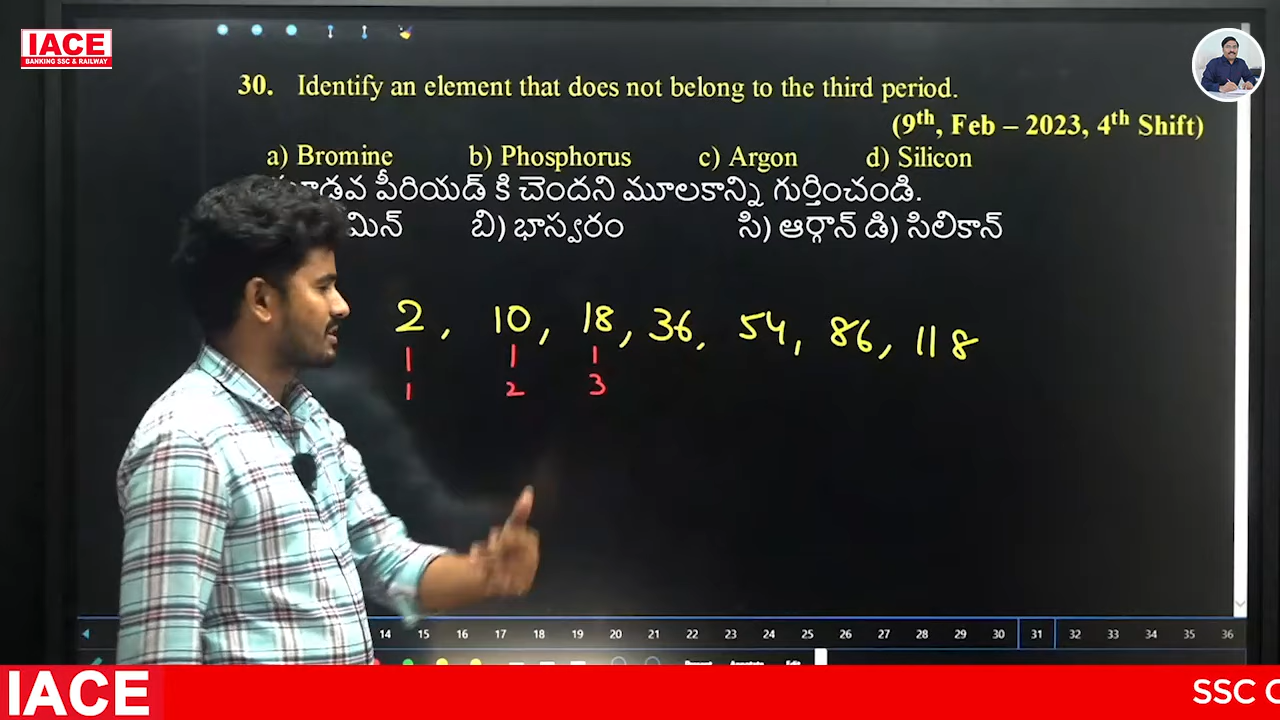 IACE
BANKING SSC & RAILWAY
30. Identify an element that does not belong to the third period.
(9th, Feb – 2023, 4th Shift)
a) Bromine b) Phosphorus c) Argon d) Silicon
పీరియడ్ కి చెందని మూలకాన్ని గుర్తించండి.
బి) భాస్వరం సి) ఆర్గాన్ డి) సిలికాన్
2, 10, 18, 36, 54, 86, 118
1 2 3
14 15 16 17 18 19 20 21 22 23 24 25 26 27 28 29 30 31 32 33 34 35 36
IACE
SSC